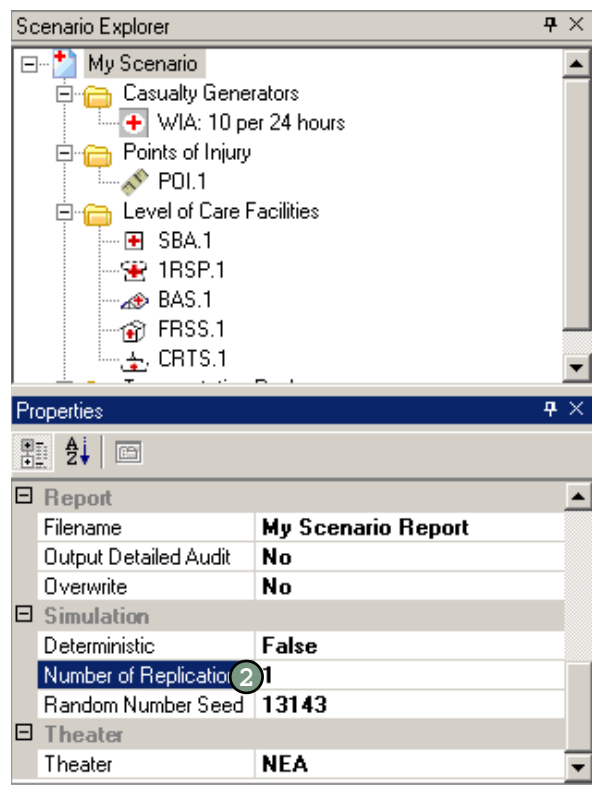 Scenario Explorer
My Scenario
Casualty Generators
WIA: 10 per 24 hours
Points of Injury
POI.1
Level of Care Facilities
SBA.1
1RSP.1
BAS.1
FRSS.1
CRTS.1
Properties
A
Z
Report
Filename My Scenario Report
Output Detailed Audit No
Overwrite No
Simulation
Deterministic False
Number of Replication 2 1
Random Number Seed 13143
Theater
Theater NEA